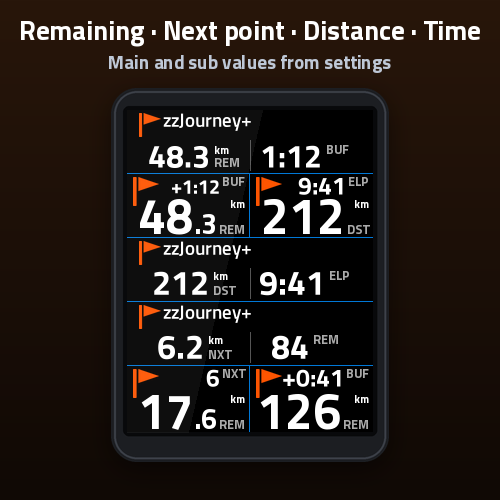 Remaining · Next point · Distance · Time
Main and sub values from settings
zzJourney+
48.3 km REM 1:12 BUF
+1:12 BUF 9:41 ELP
48.3 km REM 212 km DST
zzJourney+
212 km DST 9:41 ELP
zzJourney+
6.2 km NXT 84 REM
6 NXT +0:41 BUF
17.6 km REM 126 km REM